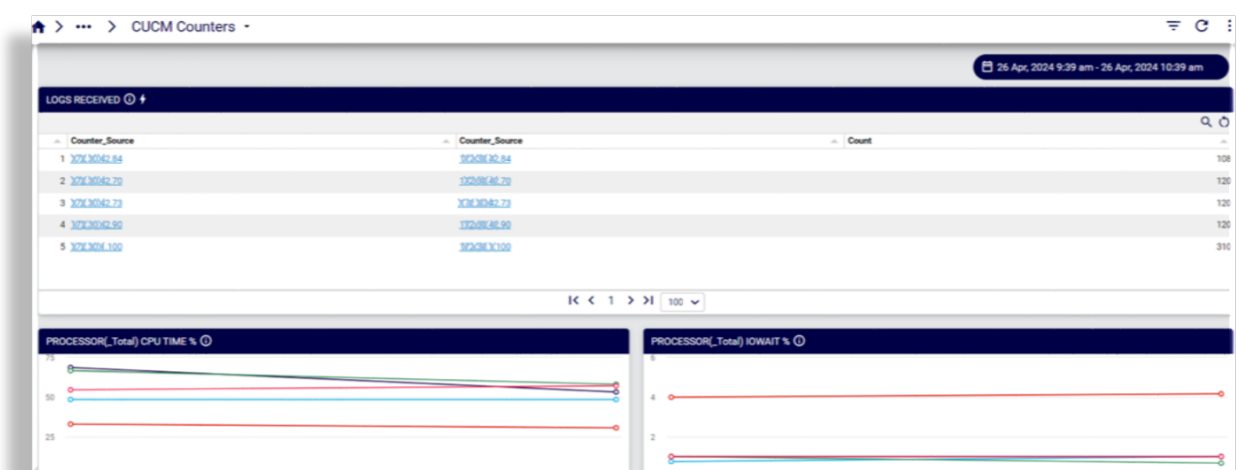 CUCM Counters
26 Apr, 2024 9:39 am - 26 Apr, 2024 10:39 am
LOGS RECEIVED
Counter_Source Counter_Source Count
1 108
2 120
3 120
4 120
5 310
1 100
PROCESSOR(_Total) CPU TIME % PROCESSOR(_Total) IOWAIT %
75 6
50 4
25 2